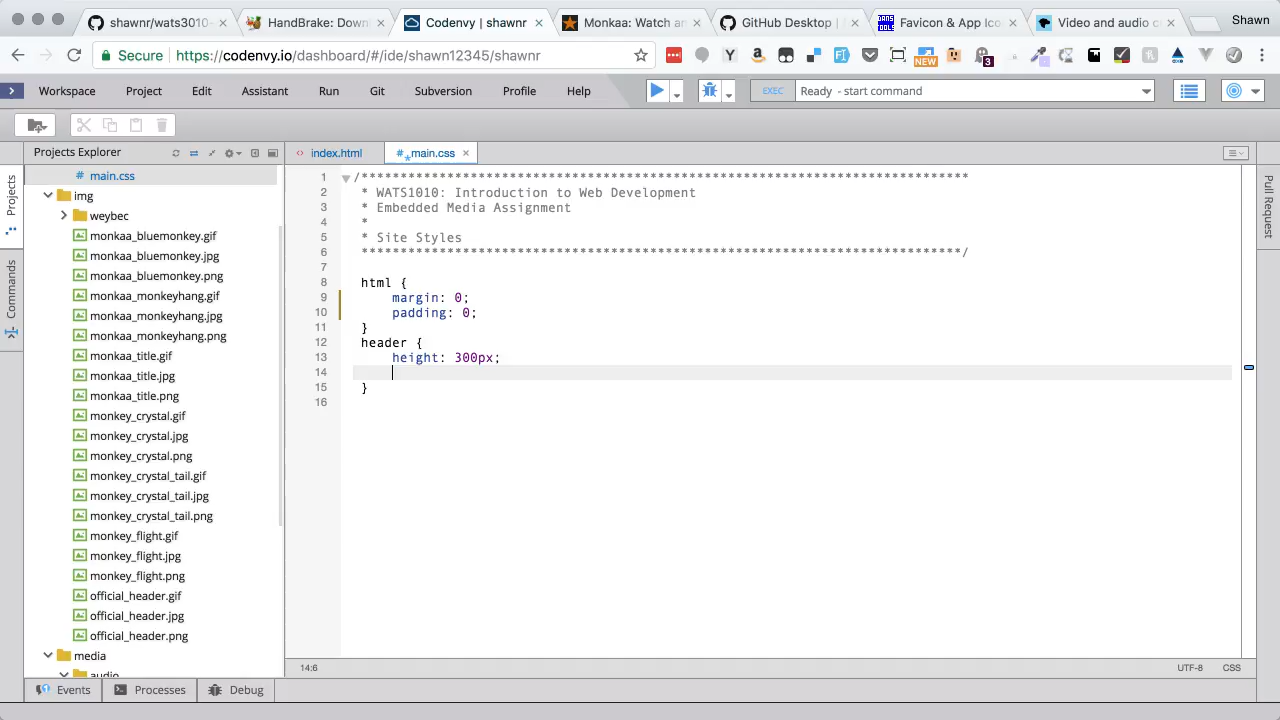 shawnr/wats3010-
HandBrake: Downl
Codenvy | shawnr
Monkaa: Watch an
GitHub Desktop |
Favicon & App Ico
Video and audio c
Shawn
Secure
https://codenvy.io/dashboard/#/ide/shawn12345/shawnr
NEW
3
Workspace
Project
Edit
Assistant
Run
Git
Subversion
Profile
Help
EXEC
Ready - start command
Projects Explorer
index.html
main.css
Projects
Commands
Pull Request
main.css
img
weybec
monkaa_bluemonkey.gif
monkaa_bluemonkey.jpg
monkaa_bluemonkey.png
monkaa_monkeyhang.gif
monkaa_monkeyhang.jpg
monkaa_monkeyhang.png
monkaa_title.gif
monkaa_title.jpg
monkaa_title.png
monkey_crystal.gif
monkey_crystal.jpg
monkey_crystal.png
monkey_crystal_tail.gif
monkey_crystal_tail.jpg
monkey_crystal_tail.png
monkey_flight.gif
monkey_flight.jpg
monkey_flight.png
official_header.gif
official_header.jpg
official_header.png
media
audio
1 /******************************************************************************
2 * WATS1010: Introduction to Web Development
3 * Embedded Media Assignment
4 *
5 * Site Styles
6 *****************************************************************************/
7
8 html {
9 margin: 0;
10 padding: 0;
11 }
12 header {
13 height: 300px;
14
15 }
16
14:6
UTF-8
CSS
Events
Processes
Debug